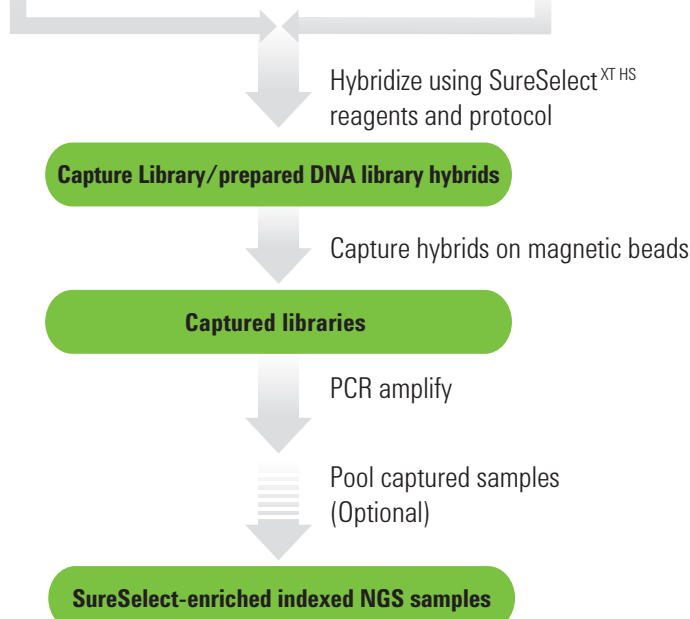 Hybridize using SureSelect XT HS
reagents and protocol
Capture Library/prepared DNA library hybrids
Capture hybrids on magnetic beads
Captured libraries
PCR amplify
Pool captured samples
(Optional)
SureSelect-enriched indexed NGS samples